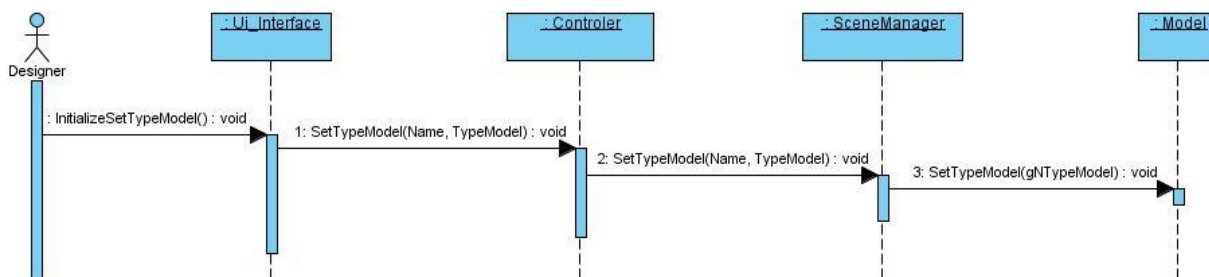 : Ui_Interface
: Controler
: SceneManager
: Model
Designer
: InitializeSetTypeModel() : void
1: SetTypeModel(Name, TypeModel) : void
2: SetTypeModel(Name, TypeModel) : void
3: SetTypeModel(gNTypeModel) : void